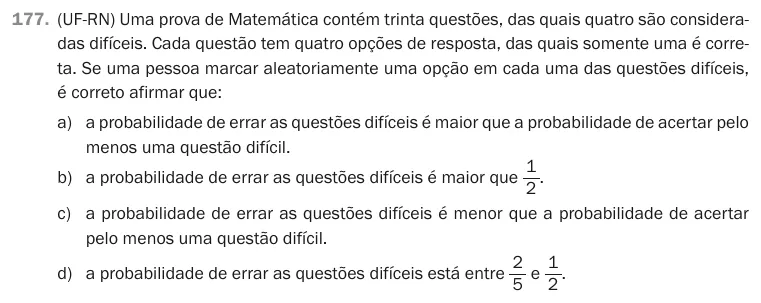 177. (UF-RN) Uma prova de Matemática contém trinta questões, das quais quatro são considera-
das difíceis. Cada questão tem quatro opções de resposta, das quais somente uma é corre-
ta. Se uma pessoa marcar aleatoriamente uma opção em cada uma das questões difíceis,
é correto afirmar que:
a) a probabilidade de errar as questões difíceis é maior que a probabilidade de acertar pelo
menos uma questão difícil.
b) a probabilidade de errar as questões difíceis é maior que 1/2.
c) a probabilidade de errar as questões difíceis é menor que a probabilidade de acertar
pelo menos uma questão difícil.
d) a probabilidade de errar as questões difíceis está entre 2/5 e 1/2.